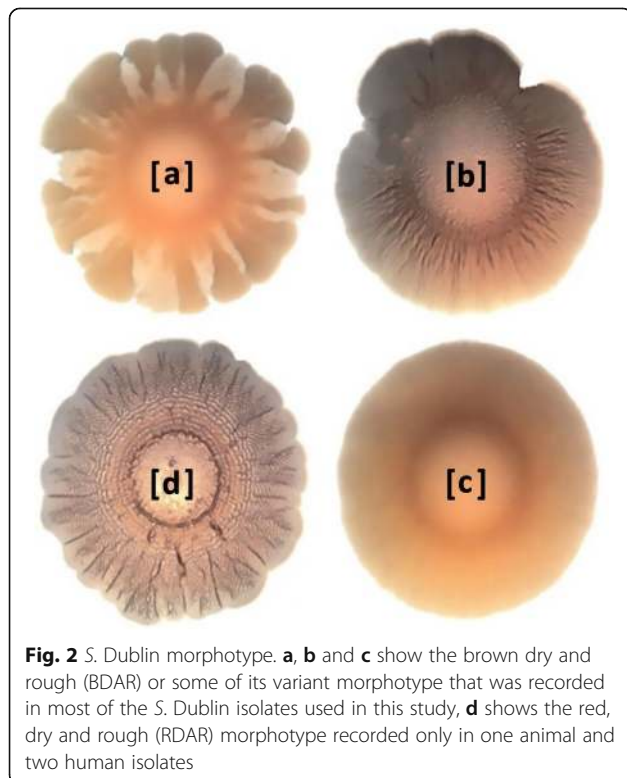 [a]
[b]
[d]
[c]
Fig. 2 S. Dublin morphotype. a, b and c show the brown dry and
rough (BDAR) or some of its variant morphotype that was recorded
in most of the S. Dublin isolates used in this study, d shows the red,
dry and rough (RDAR) morphotype recorded only in one animal and
two human isolates